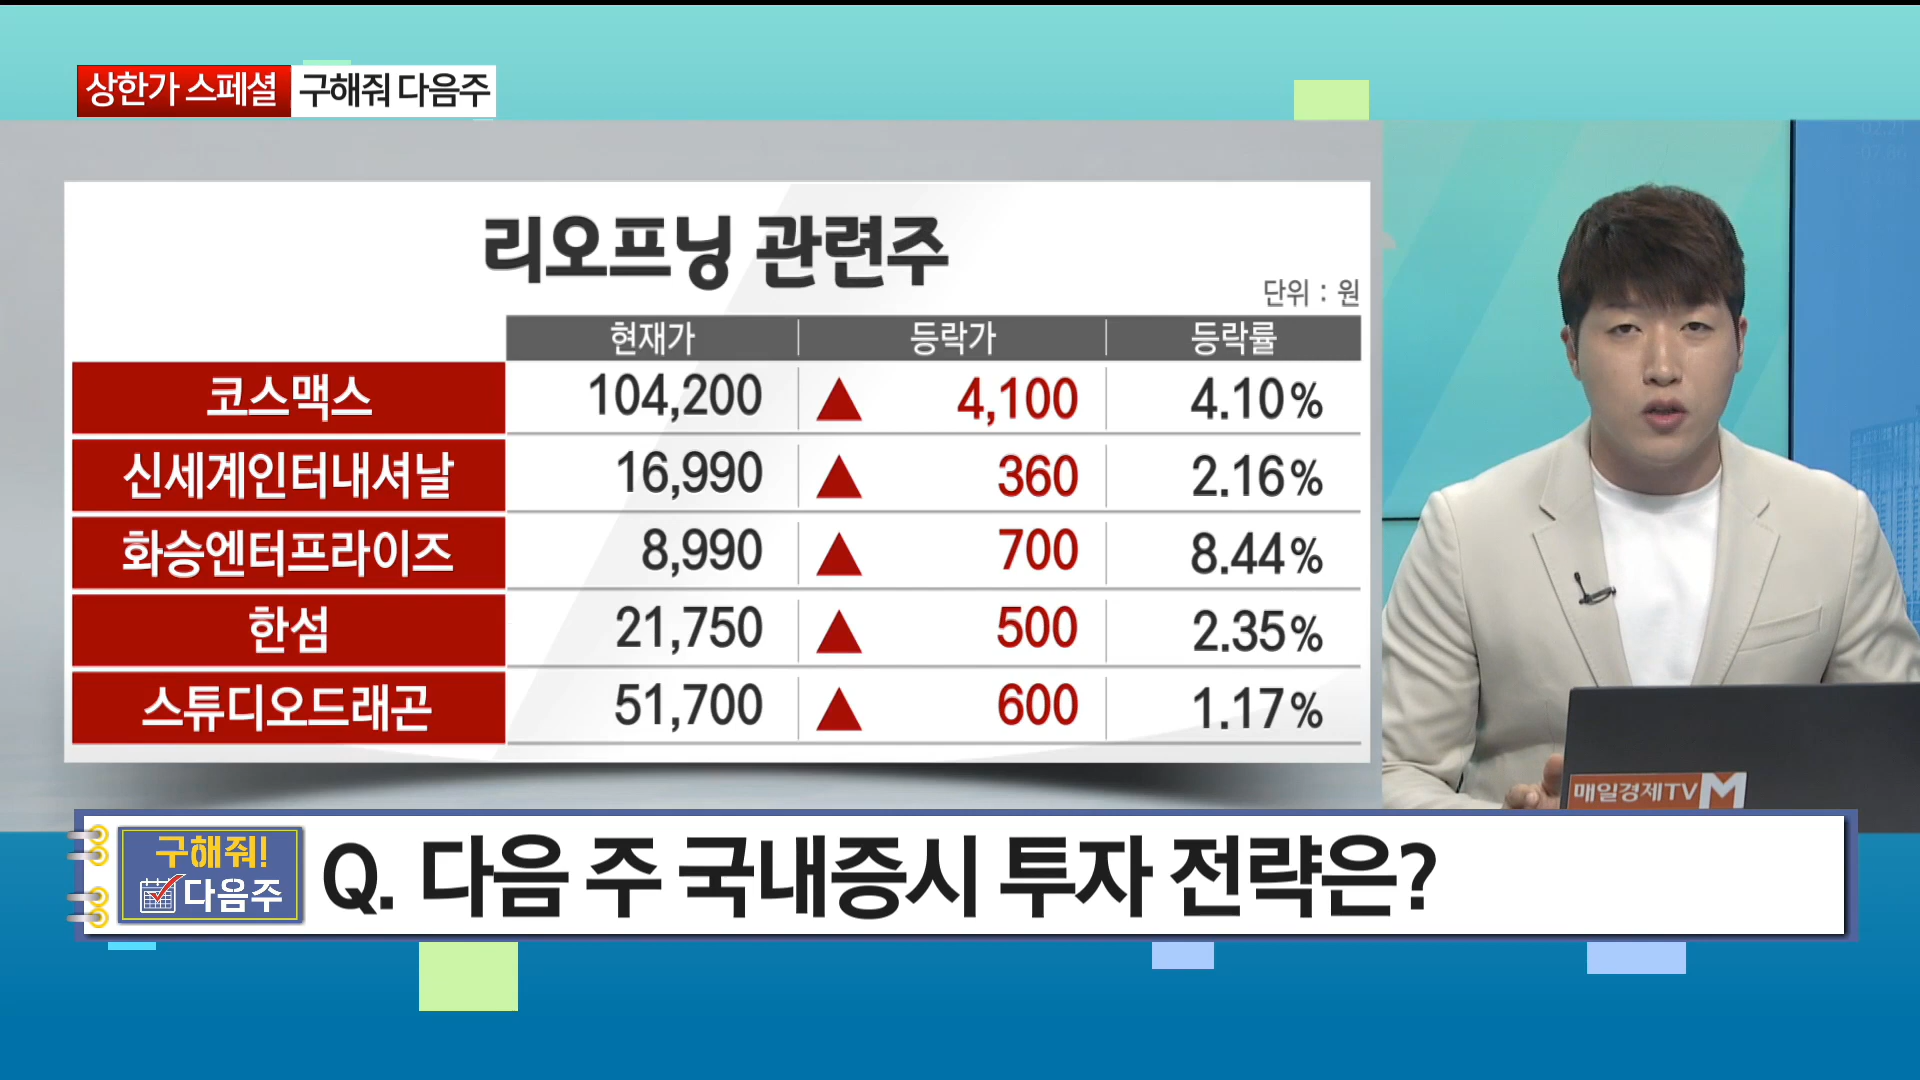 상한가 스페셜 구해줘 다음주
리오프닝 관련주
단위 : 원
현재가 등락가 등락률
코스맥스 104,200 ▲ 4,100 4.10%
신세계인터내셔날 16,990 ▲ 360 2.16%
화승엔터프라이즈 8,990 ▲ 700 8.44%
한섬 21,750 ▲ 500 2.35%
스튜디오드래곤 51,700 ▲ 600 1.17%
매일경제TV M
구해줘!
다음주
Q. 다음 주 국내증시 투자 전략은?